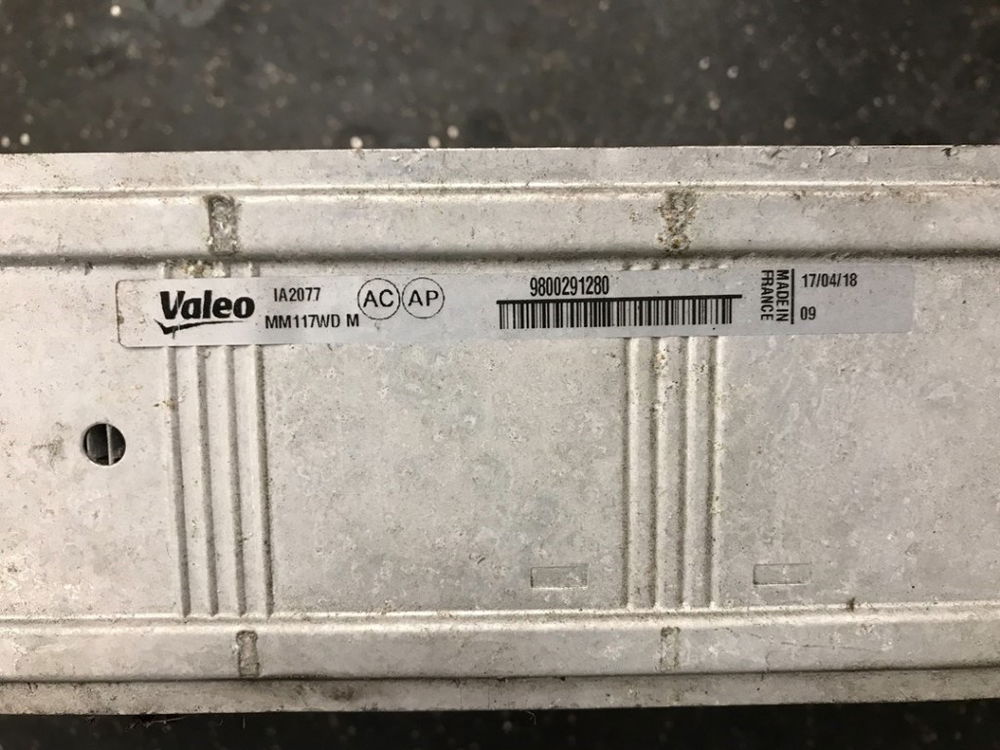 Valeo
IA2077
MM117WD M
AC AP
9800291280
MADE IN
FRANCE
17/04/18
09